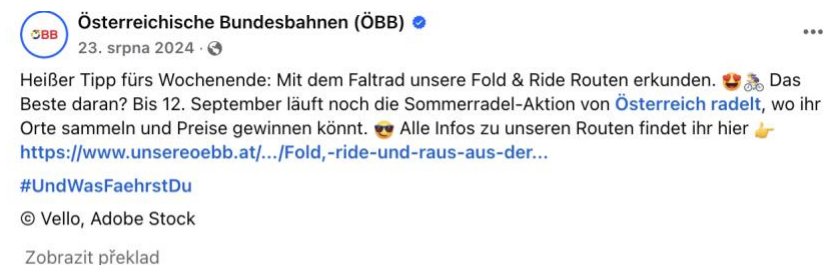 ÖBB
Österreichische Bundesbahnen (ÖBB)
23. srpna 2024 ·
Heißer Tipp fürs Wochenende: Mit dem Faltrad unsere Fold & Ride Routen erkunden. 😍🚴 Das
Beste daran? Bis 12. September läuft noch die Sommerradel-Aktion von Österreich radelt, wo ihr
Orte sammeln und Preise gewinnen könnt. 😎 Alle Infos zu unseren Routen findet ihr hier 👉
https://www.unsereoebb.at/.../Fold,-ride-und-raus-aus-der...
#UndWasFaehrstDu
© Vello, Adobe Stock
Zobrazit překlad